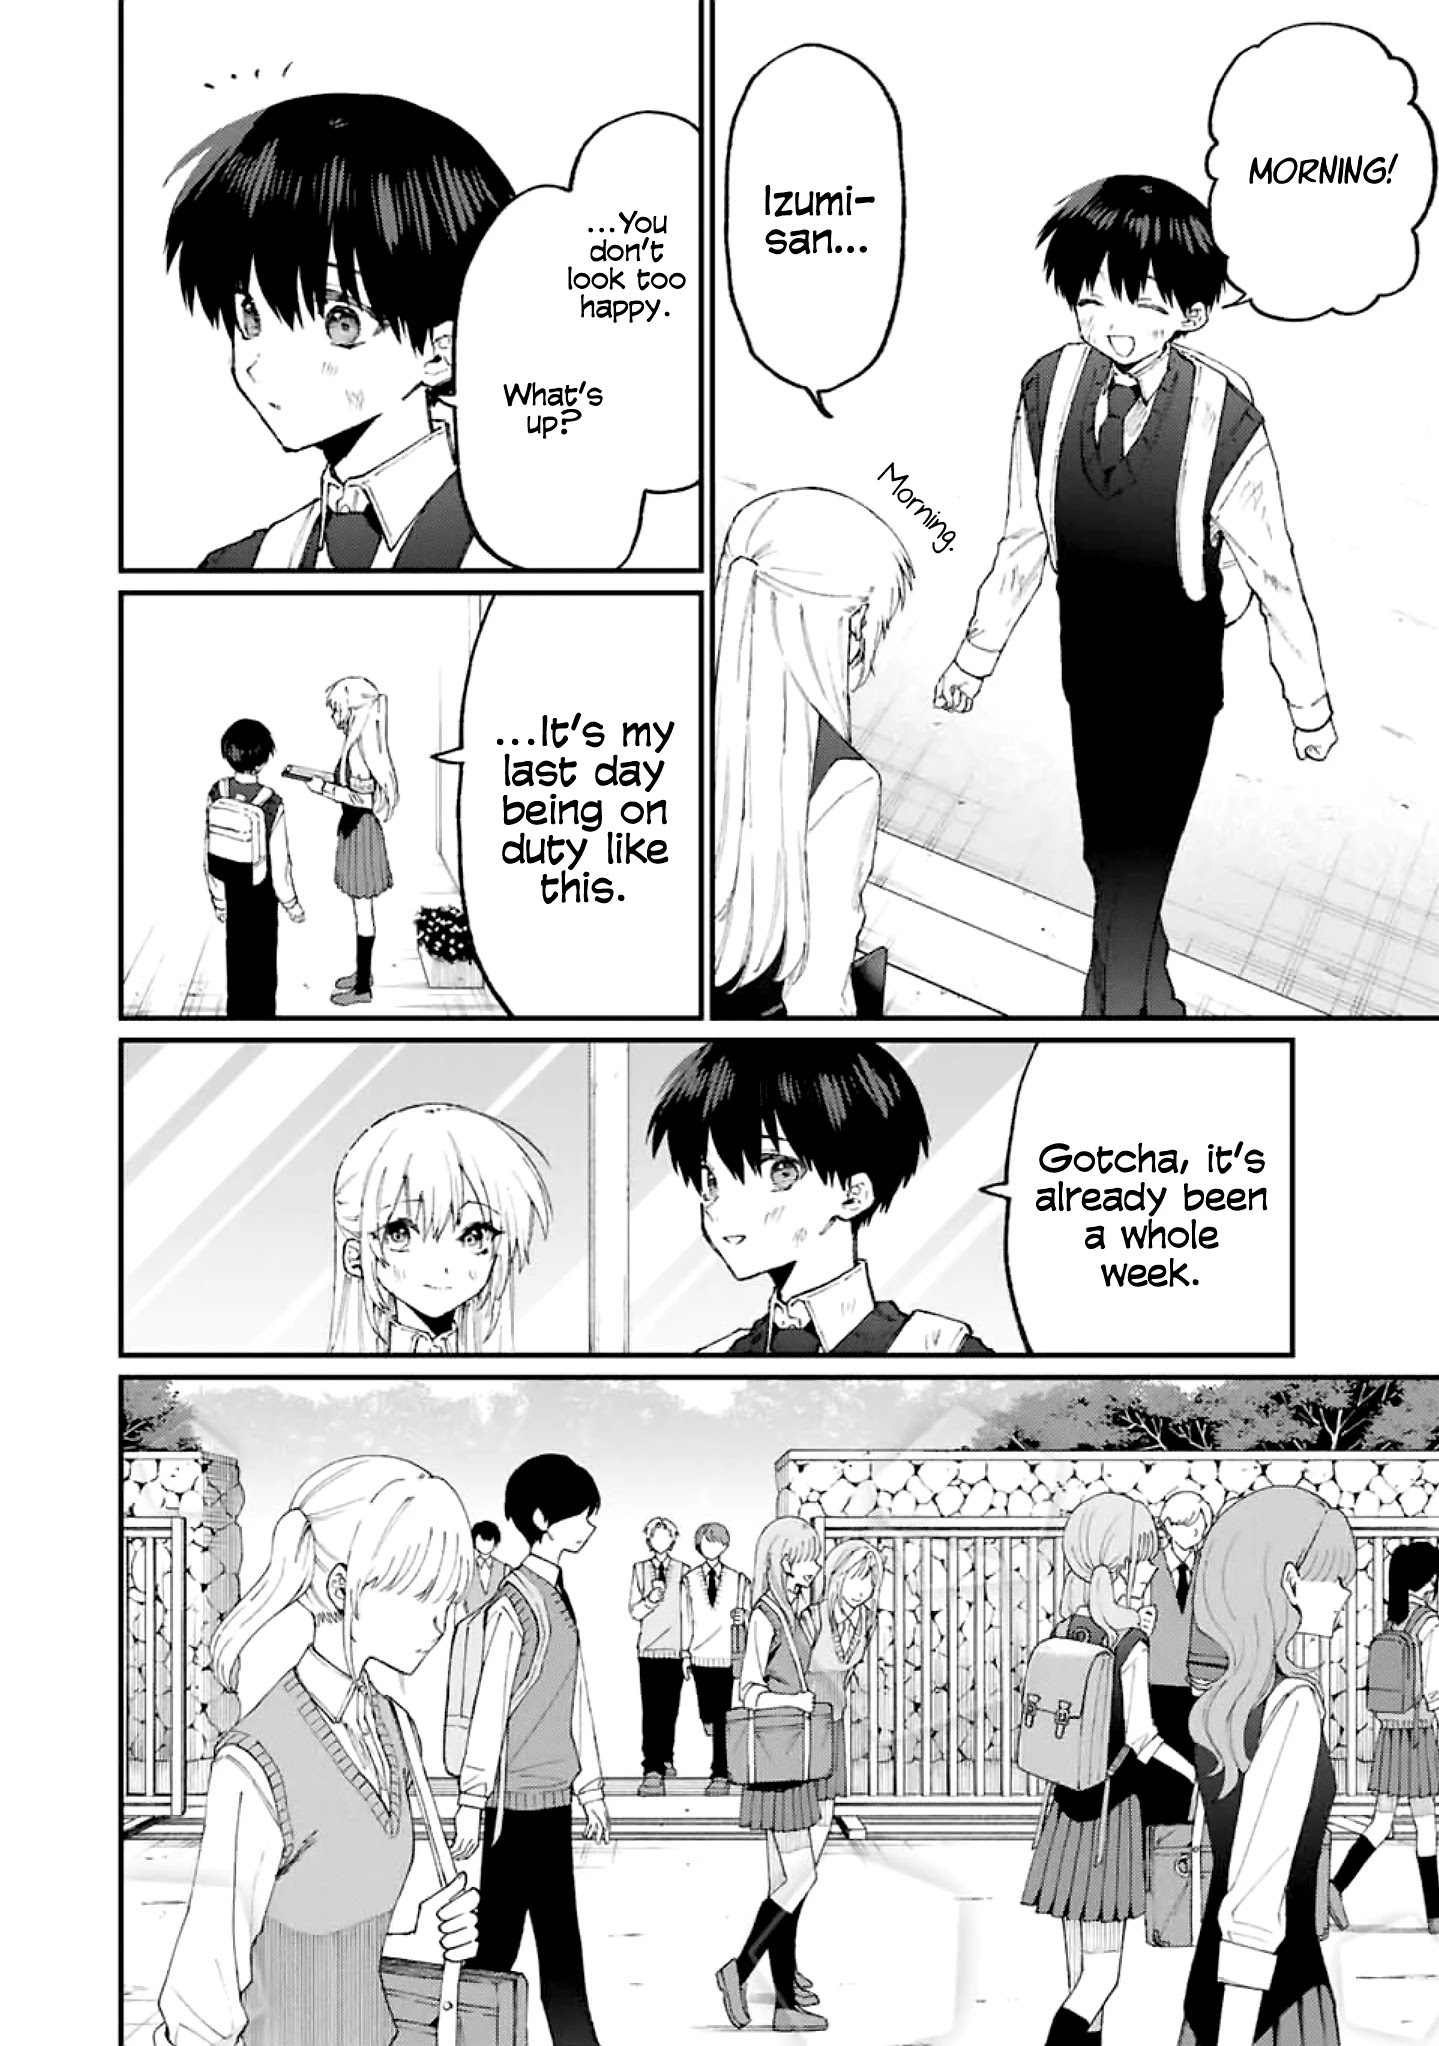 MORNING!
Izumi-
san...
Morning.
...You
don't
look too
happy.
What's
up?
...It's my
last day
being on
duty like
this.
Gotcha, it's
already been
a whole
week.